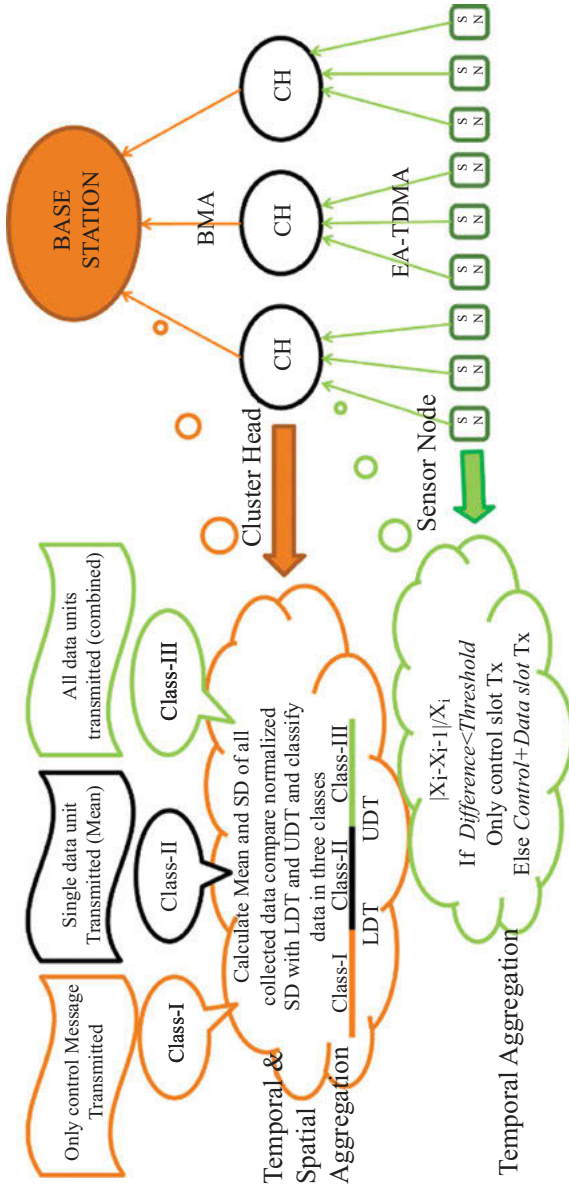 Only control Message
Transmitted
Single data unit
Transmitted (Mean)
All data units
transmitted (combined)
Class-I
Class-II
Class-III
Temporal &
Spatial
Aggregation
Calculate Mean and SD of all
collected data compare normalized
SD with LDT and UDT and classify
data in three classes
Class-I
Class-II
Class-III
LDT
UDT
Cluster Head
BASE
STATION
BMA
CH
CH
CH
EA-TDMA
Temporal Aggregation
|Xi-Xi-1|/Xi
If Difference<Threshold
Only control slot Tx
Else Control+Data slot Tx
Sensor Node
S
N
S
N
S
N
S
N
S
N
S
N
S
N
S
N
S
N